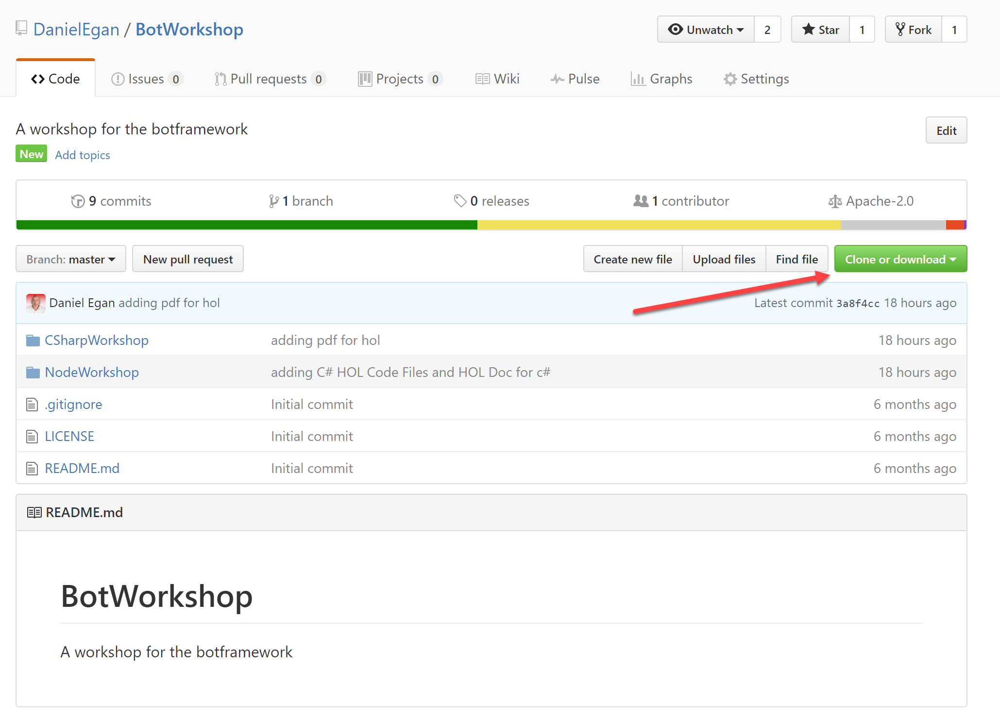 DanielEgan / BotWorkshop
Unwatch 2 Star 1 Fork 1
Code Issues 0 Pull requests 0 Projects 0 Wiki Pulse Graphs Settings
A workshop for the botframework
Edit
New Add topics
9 commits 1 branch 0 releases 1 contributor Apache-2.0
Branch: master New pull request Create new file Upload files Find file Clone or download
Daniel Egan adding pdf for hol Latest commit 3a8f4cc 18 hours ago
CSharpWorkshop adding pdf for hol 18 hours ago
NodeWorkshop adding C# HOL Code Files and HOL Doc for c# 18 hours ago
.gitignore Initial commit 6 months ago
LICENSE Initial commit 6 months ago
README.md Initial commit 6 months ago
README.md
BotWorkshop
A workshop for the botframework